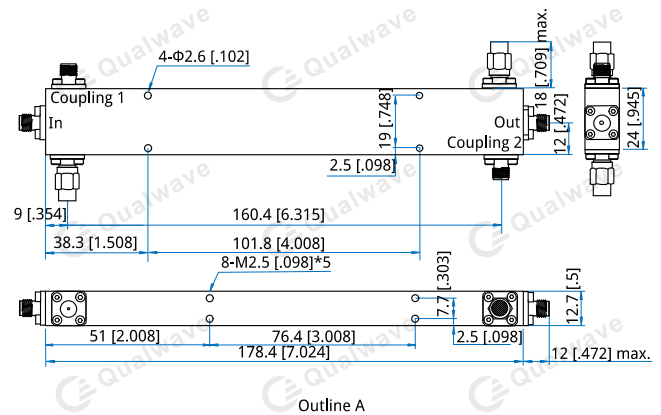 Qualwave
Qualwave
Qualwave
4-Φ2.6 [.102]
18 [.709] max.
Coupling 1
In
19 [.748]
Out
Coupling 2
12 [.472]
24 [.945]
2.5 [.098]
Qualwave
Qualwave
Qualwave
9 [.354]
160.4 [6.315]
38.3 [1.508]
101.8 [4.008]
8-M2.5 [.098]*5
7.7 [.303]
12.7 [.5]
51 [2.008]
76.4 [3.008]
2.5 [.098]
178.4 [7.024]
12 [.472] max.
Qualwave
Qualwave
Qualwave
Outline A